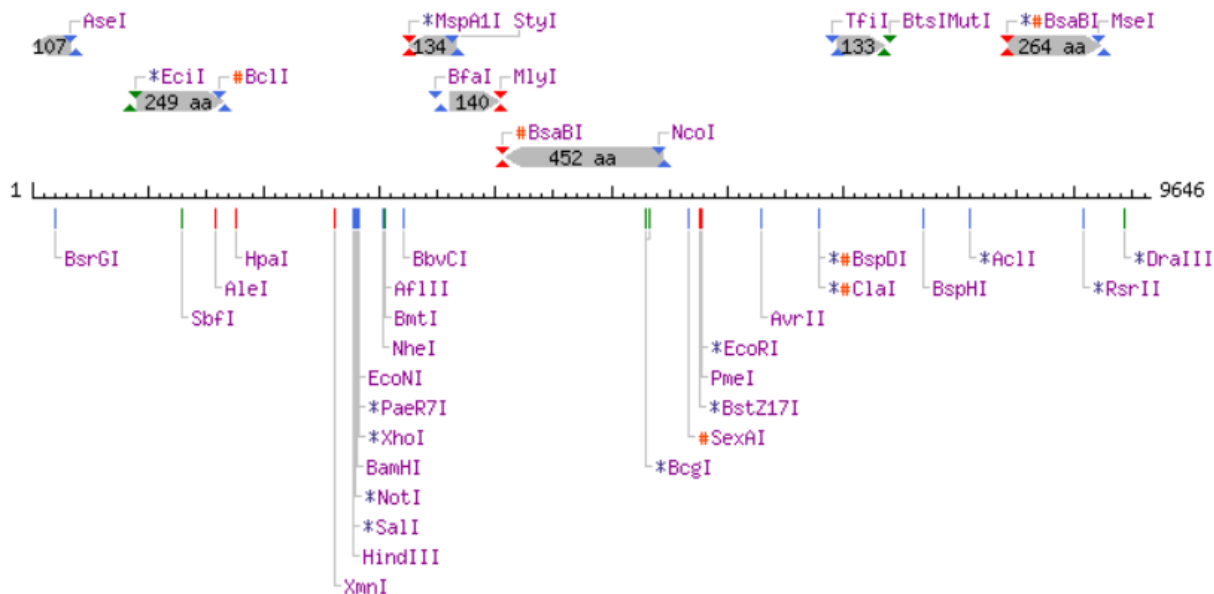 AseI *MspA1I StyI TfiI BtsIMutI *#BsaBI MseI
107 134 133 264 aa
*EciI #BclI BfaI MlyI
249 aa 140
#BsaBI NcoI
452 aa
1 9646
BsrGI HpaI BbvCI *#BspDI *AclI *DraIII
AleI AflII *#ClaI BspHI *RsrII
SbfI BmtI AvrII
NheI *EcoRI
EcoNI PmeI
*PaeR7I *BstZ17I
*XhoI #SexAI
BamHI *BcgI
*NotI
*SalI
HindIII
XmnI